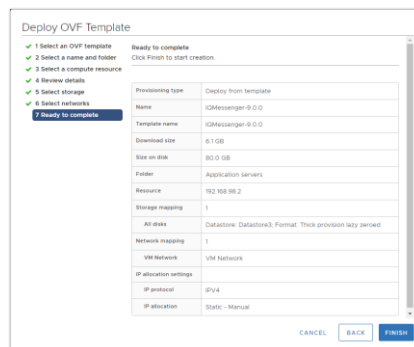 Deploy OVF Template
1 Select an OVF template
2 Select a name and folder
3 Select a compute resource
4 Review details
5 Select storage
6 Select networks
7 Ready to complete
Ready to complete
Click Finish to start creation.
Provisioning type Deploy from template
Name IQMessenger-9.0.0
Template name IQMessenger-9.0.0
Download size 6.1 GB
Size on disk 80.0 GB
Folder Application servers
Resource 192.168.98.2
Storage mapping 1
All disks Datastore: Datastore3; Format: Thick provision lazy zeroed
Network mapping 1
VM Network VM Network
IP allocation settings
IP protocol IPV4
IP allocation Static - Manual
CANCEL BACK FINISH